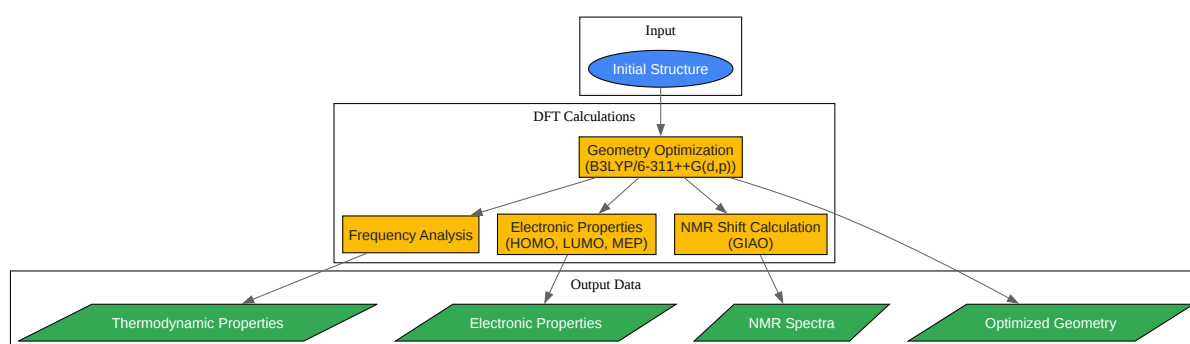 Input
Initial Structure
DFT Calculations
Geometry Optimization
(B3LYP/6-311++G(d,p))
Frequency Analysis
Electronic Properties
(HOMO, LUMO, MEP)
NMR Shift Calculation
(GIAO)
Output Data
Thermodynamic Properties
Electronic Properties
NMR Spectra
Optimized Geometry